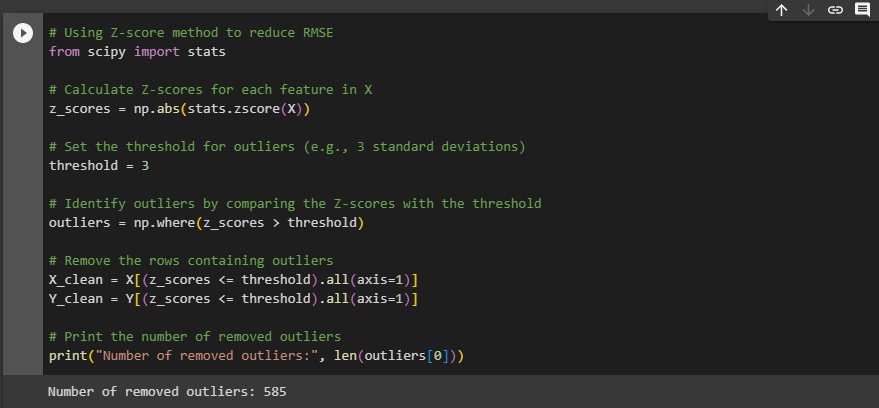 # Using Z-score method to reduce RMSE
from scipy import stats
# Calculate Z-scores for each feature in X
z_scores = np.abs(stats.zscore(X))
# Set the threshold for outliers (e.g., 3 standard deviations)
threshold = 3
# Identify outliers by comparing the Z-scores with the threshold
outliers = np.where(z_scores > threshold)
# Remove the rows containing outliers
X_clean = X[(z_scores <= threshold).all(axis=1)]
Y_clean = Y[(z_scores <= threshold).all(axis=1)]
# Print the number of removed outliers
print("Number of removed outliers:", len(outliers[0]))
Number of removed outliers: 585